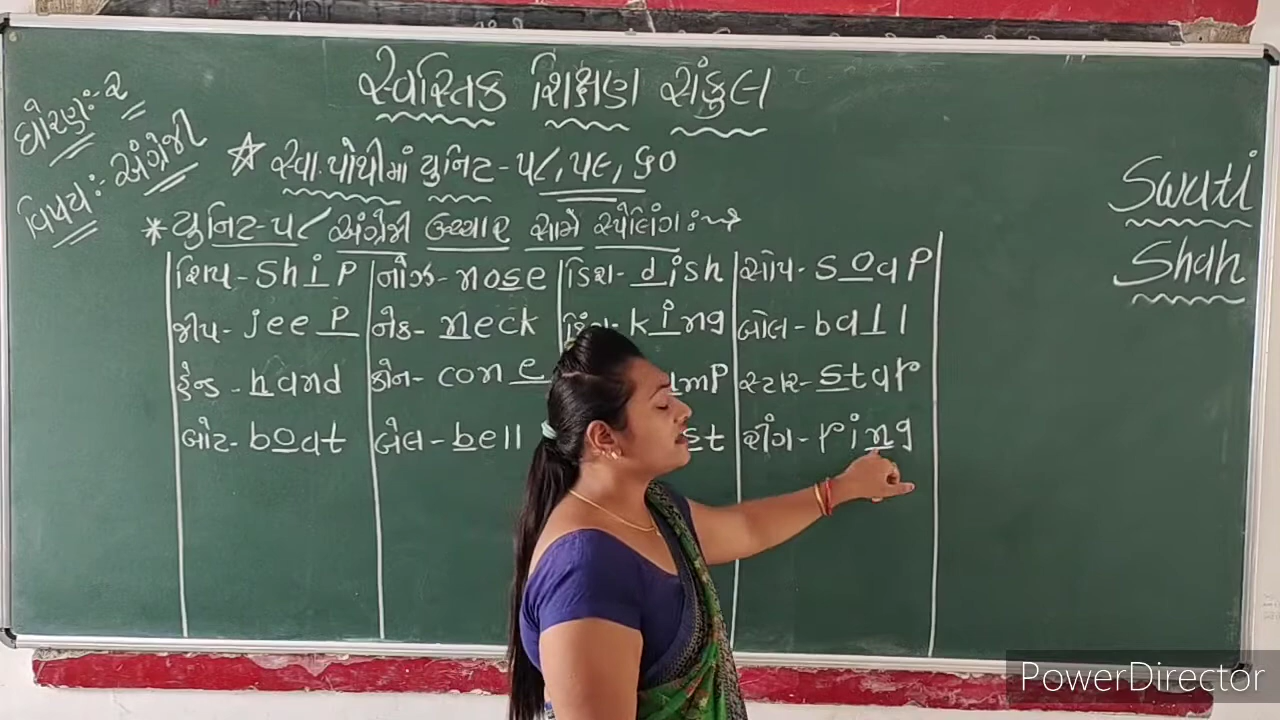 સ્વસ્તિક શિક્ષણ સંકુલ
ધોરણઃ-૨
વિષયઃ-અંગ્રેજી
સ્વા.પોથીમાં યુનિટ-૫૮,૫૯,૬૦
Swati
Shah
* યુનિટ-૫૮ અંગ્રેજી ઉચ્ચાર સામે સ્પેલિંગઃ→
શિપ-ship નોઝ-nose ડિશ-dish સોપ-soap
જીપ-jeep નેક-neck king બોલ-ball
હેન્ડ-hand કોન-cone mp સ્ટાર-star
બોટ-boat બેલ-bell st રીંગ-ring
PowerDirector